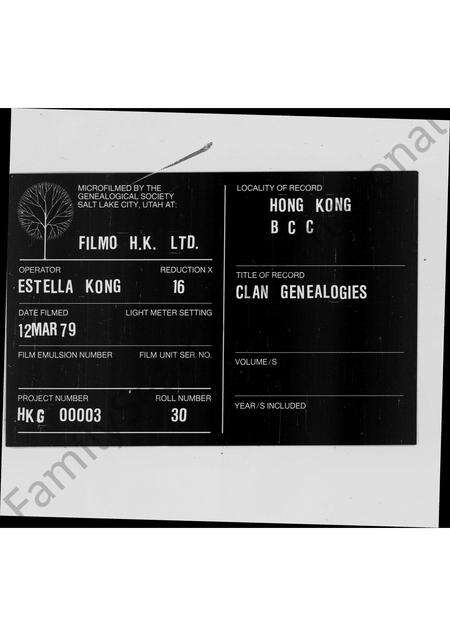 MICROFILMED BY THE
GENEALOGICAL SOCIETY
SALT LAKE CITY, UTAH AT:
FILMO H.K. LTD.
OPERATOR REDUCTION X
ESTELLA KONG 16
DATE FILMED LIGHT METER SETTING
12MAR79
FILM EMULSION NUMBER FILM UNIT SER. NO.
PROJECT NUMBER ROLL NUMBER
HKG 00003 30
LOCALITY OF RECORD
HONG KONG
B C C
TITLE OF RECORD
CLAN GENEALOGIES
VOLUME/S
YEAR/S INCLUDED